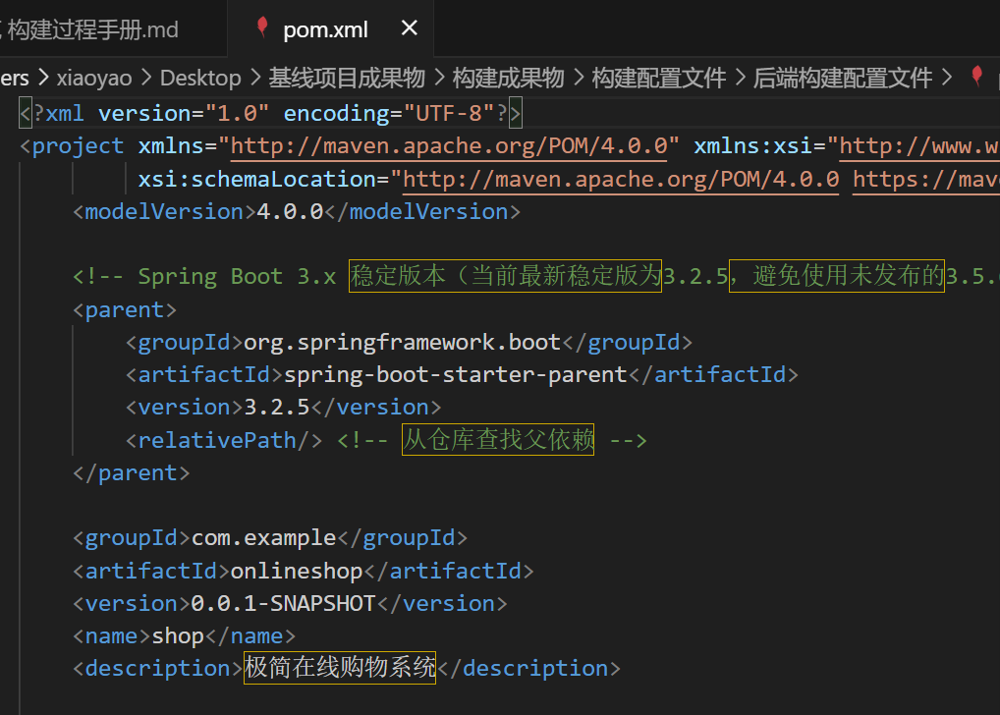 构建过程手册.md pom.xml
ers > xiaoyao > Desktop > 基线项目成果物 > 构建成果物 > 构建配置文件 > 后端构建配置文件 >
<?xml version="1.0" encoding="UTF-8"?>
<project xmlns="http://maven.apache.org/POM/4.0.0" xmlns:xsi="http://www.w
xsi:schemaLocation="http://maven.apache.org/POM/4.0.0 https://mav
<modelVersion>4.0.0</modelVersion>
<!-- Spring Boot 3.x 稳定版本（当前最新稳定版为3.2.5，避免使用未发布的3.5.
<parent>
<groupId>org.springframework.boot</groupId>
<artifactId>spring-boot-starter-parent</artifactId>
<version>3.2.5</version>
<relativePath/> <!-- 从仓库查找父依赖 -->
</parent>
<groupId>com.example</groupId>
<artifactId>onlineshop</artifactId>
<version>0.0.1-SNAPSHOT</version>
<name>shop</name>
<description>极简在线购物系统</description>